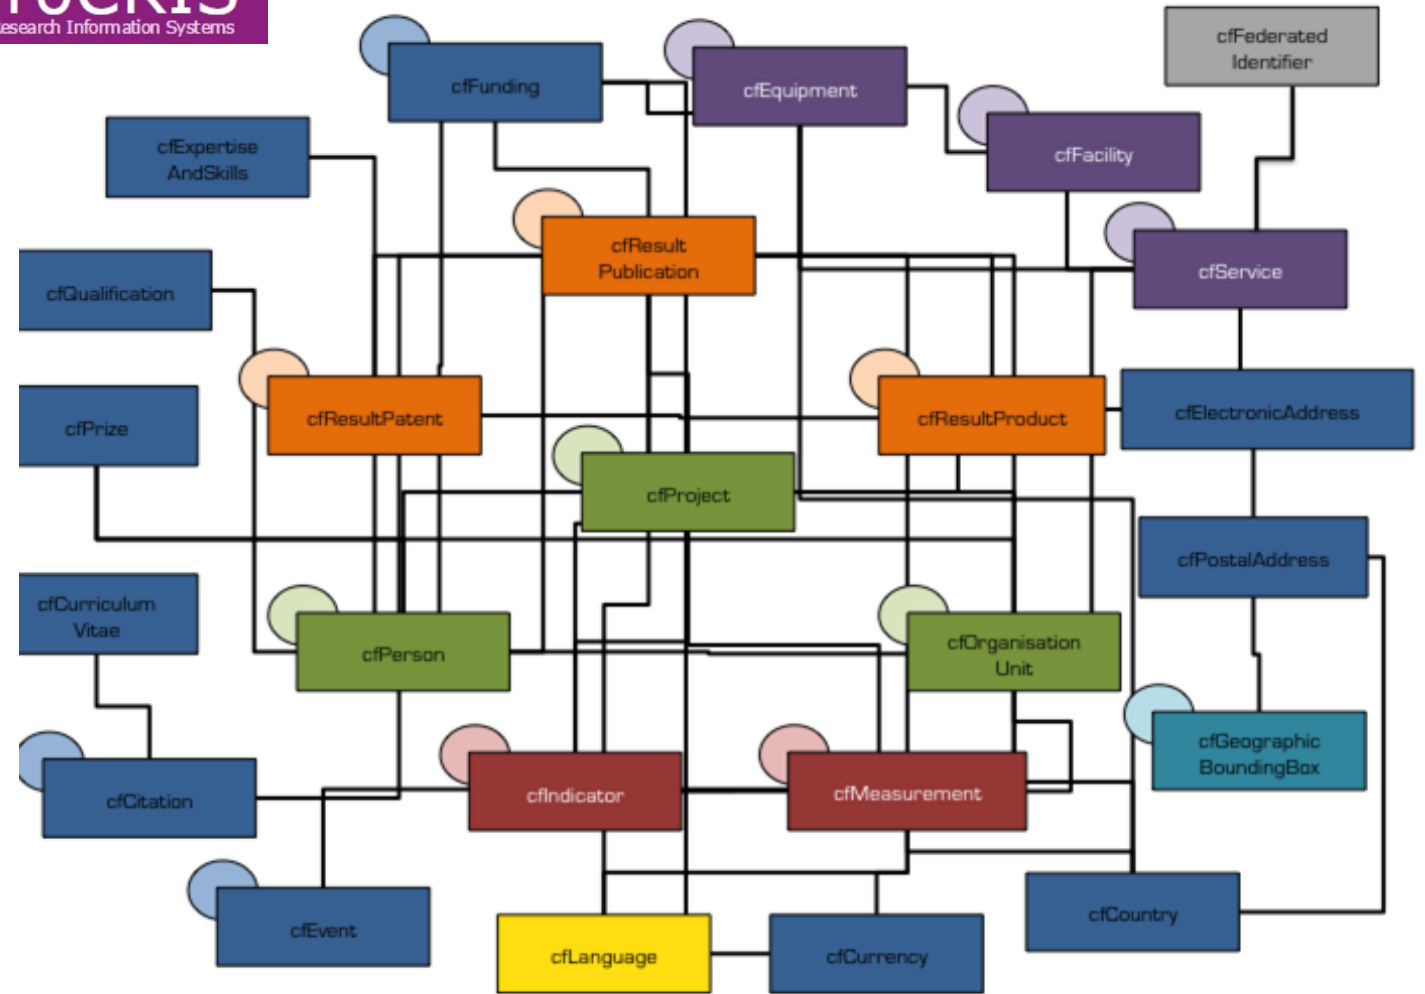 Research Information Systems
cfFederated
Identifier
cfFunding
cfEquipment
cfExpertise
AndSkills
cfFacility
cfResult
Publication
cfService
cfQualification
cfResultPatent
cfResultProduct
cfElectronicAddress
cfPrize
cfProject
cfPostalAddress
cfCurriculum
Vitae
cfPerson
cfOrganisation
Unit
cfGeographic
BoundingBox
cfCitation
cfIndicator
cfMeasurement
cfEvent
cfLanguage
cfCurrency
cfCountry